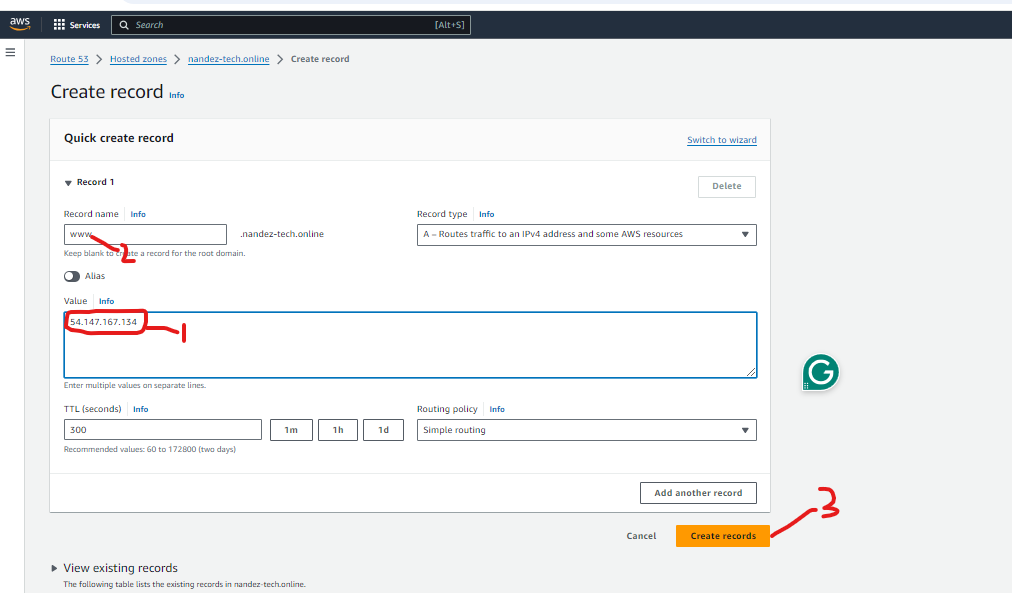 aws
Services
Search [Alt+S]
Route 53 > Hosted zones > nandez-tech.online > Create record
Create record Info
Quick create record
Switch to wizard
Record 1
Delete
Record name Info
Record type Info
www
.nandez-tech.online
A – Routes traffic to an IPv4 address and some AWS resources
2
Keep blank to create a record for the root domain.
Alias
Value Info
54.147.167.134
1
Enter multiple values on separate lines.
G
TTL (seconds) Info
Routing policy Info
300
1m
1h
1d
Simple routing
Recommended values: 60 to 172800 (two days)
Add another record
3
Cancel
Create records
View existing records
The following table lists the existing records in nandez-tech.online.